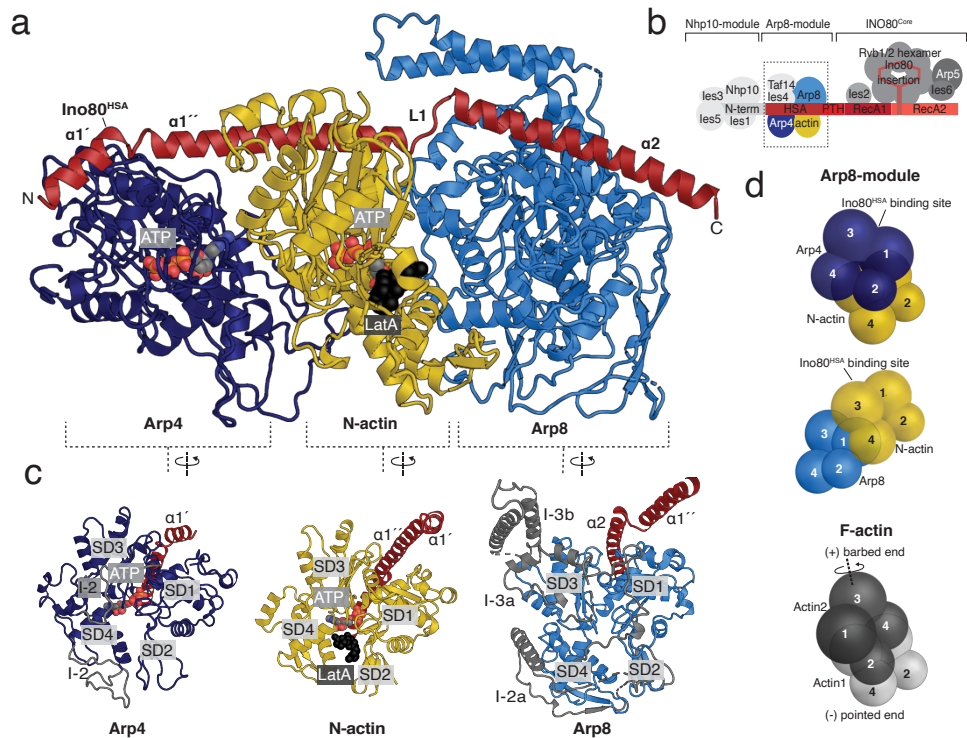 a
Ino80HSA
α1´
α1´´
L1
α2
N
C
ATP
ATP
LatA
Arp4
N-actin
Arp8
b
Nhp10-module
Arp8-module
INO80Core
Rvb1/2 hexamer
Ino80
insertion
Arp5
Ies6
Ies3
Nhp10
Taf14
Ies4
Arp8
Ies2
N-term
HSA
PTH
RecA1
RecA2
Ies5
Ies1
Arp4
actin
c
α1´
SD3
ATP
I-2
SD1
SD4
SD2
I-2
Arp4
α1´´
α1´
SD3
ATP
SD1
SD4
LatA
SD2
N-actin
I-3b
α2
α1´´
SD3
SD1
I-3a
SD4
SD2
I-2a
Arp8
d
Arp8-module
Ino80HSA binding site
3
1
Arp4
4
2
2
N-actin
4
Ino80HSA binding site
1
3
2
3
1
4
N-actin
4
2
Arp8
F-actin
(+) barbed end
3
Actin2
1
4
2
2
Actin1
4
(-) pointed end